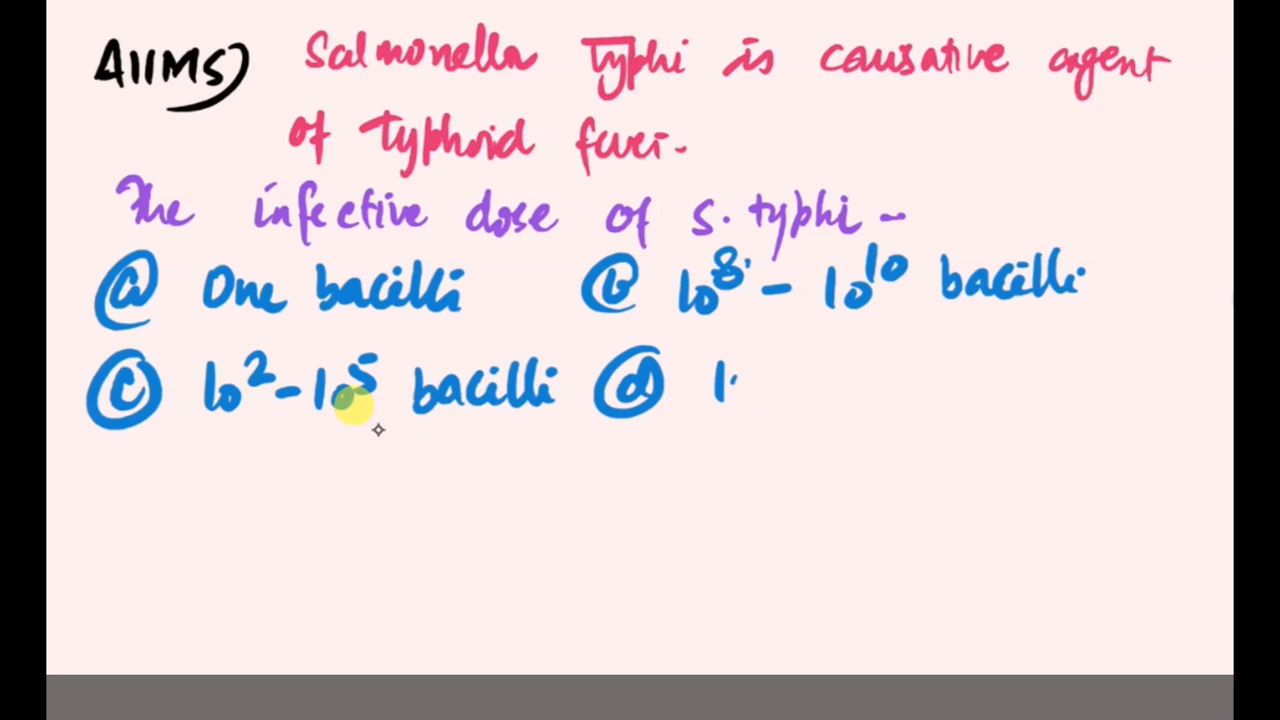 AIIMS) Salmonella Typhi is causative agent
of Typhoid fever.
The infective dose of S. typhi -
(a) One bacilli (b) 10⁸ - 10¹⁰ bacilli
(c) 10² - 10⁵ bacilli (d) 1